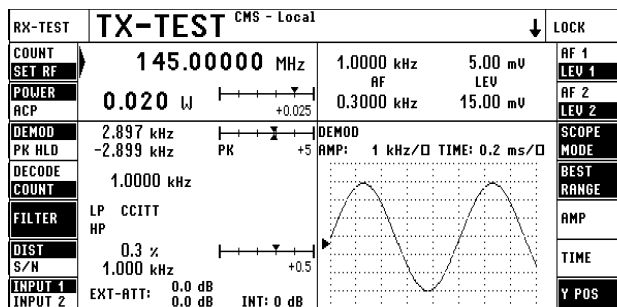 RX-TEST TX-TEST CMS - Local ↓ LOCK
COUNT 145.00000 MHz 1.0000 kHz 5.00 mV AF 1
SET RF AF LEV LEV 1
POWER 0.020 W +0.025 0.3000 kHz 15.00 mV AF 2
ACP LEV 2
DEMOD 2.897 kHz DEMOD SCOPE
PK HLD -2.899 kHz PK +5 AMP: 1 kHz/□ TIME: 0.2 ms/□ MODE
DECODE 1.0000 kHz BEST
COUNT RANGE
FILTER LP CCITT AMP
HP
DIST 0.3 % TIME
S/N 1.000 kHz +0.5
INPUT 1 EXT-ATT: 0.0 dB Y POS
INPUT 2 0.0 dB INT: 0 dB